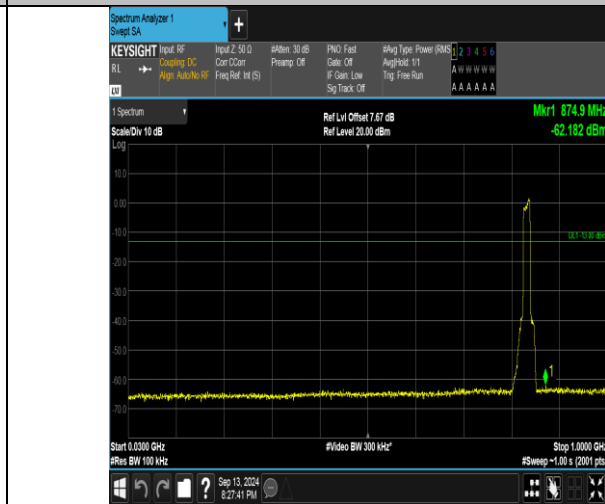 Spectrum Analyzer 1
Swept SA
+
KEYSIGHT Input: RF Input Z: 50 Ω #Atten: 30 dB PNO: Fast #Avg Type: Power (RMS 1 2 3 4 5 6
RL Coupling: DC Corr CCorr Preamp: Off Gate: Off Avg|Hold: 1/1 A W W W W W
Align: Auto/No RF Freq Ref: Int (S) IF Gain: Low Trig: Free Run
Sig Track: Off A A A A A A
LXI
1 Spectrum Ref Lvl Offset 7.67 dB Mkr1 874.9 MHz
Scale/Div 10 dB Ref Level 20.00 dBm -62.182 dBm
Log
10.0
0.00
-10.0
DL1 -13.00 dBm
-20.0
-30.0
-40.0
-50.0
-60.0
1
-70.0
Start 0.0300 GHz #Video BW 300 kHz* Stop 1.0000 GHz
#Res BW 100 kHz #Sweep ~1.00 s (2001 pts
? Sep 13, 2024
8:27:41 PM